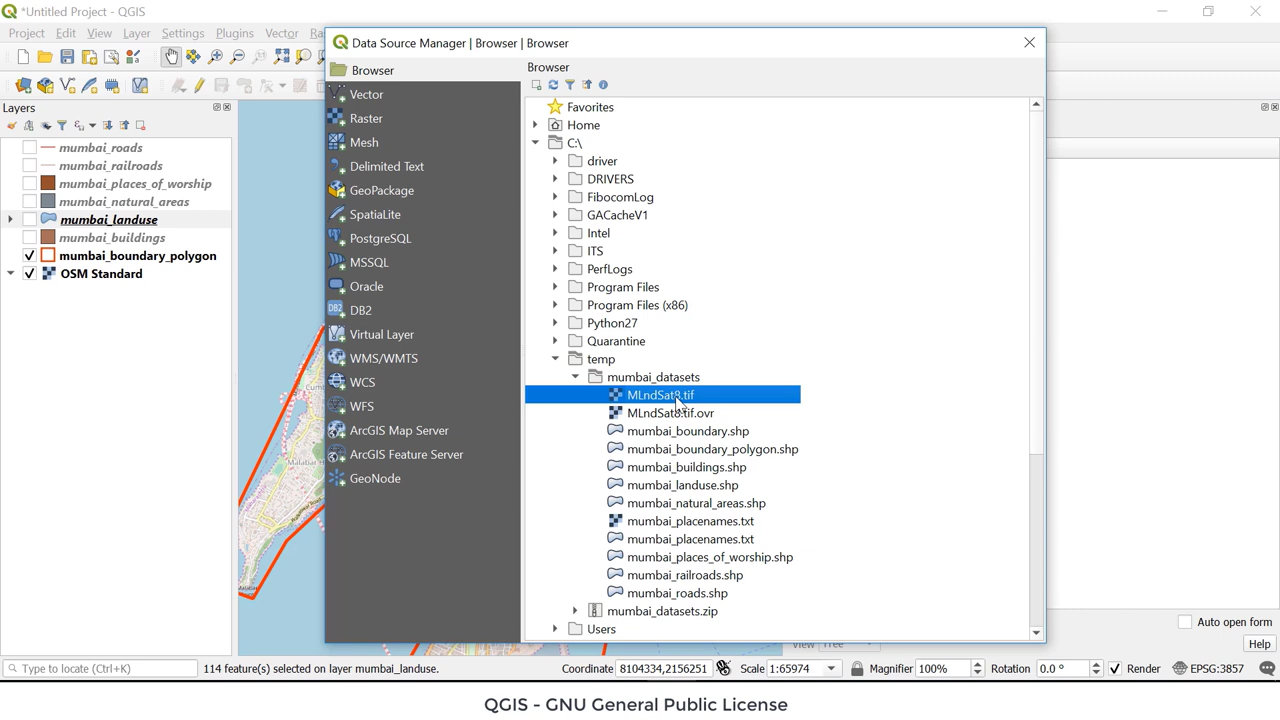 *Untitled Project - QGIS
Project Edit View Layer Settings Plugins Vector
Data Source Manager | Browser | Browser
Layers
mumbai_roads
mumbai_railroads
mumbai_places_of_worship
mumbai_natural_areas
mumbai_landuse
mumbai_buildings
mumbai_boundary_polygon
OSM Standard
Browser
Vector
Raster
Mesh
Delimited Text
GeoPackage
SpatiaLite
PostgreSQL
MSSQL
Oracle
DB2
Virtual Layer
WMS/WMTS
WCS
WFS
ArcGIS Map Server
ArcGIS Feature Server
GeoNode
Browser
Favorites
Home
C:\
driver
DRIVERS
FibocomLog
GACacheV1
Intel
ITS
PerfLogs
Program Files
Program Files (x86)
Python27
Quarantine
temp
mumbai_datasets
MLndSat8.tif
MLndSat8.tif.ovr
mumbai_boundary.shp
mumbai_boundary_polygon.shp
mumbai_buildings.shp
mumbai_landuse.shp
mumbai_natural_areas.shp
mumbai_placenames.txt
mumbai_placenames.txt
mumbai_places_of_worship.shp
mumbai_railroads.shp
mumbai_roads.shp
mumbai_datasets.zip
Users
Auto open form
View Tree
Help
Type to locate (Ctrl+K) 114 feature(s) selected on layer mumbai_landuse. Coordinate 8104334,2156251 Scale 1:65974 Magnifier 100% Rotation 0.0 ° Render EPSG:3857
QGIS - GNU General Public License